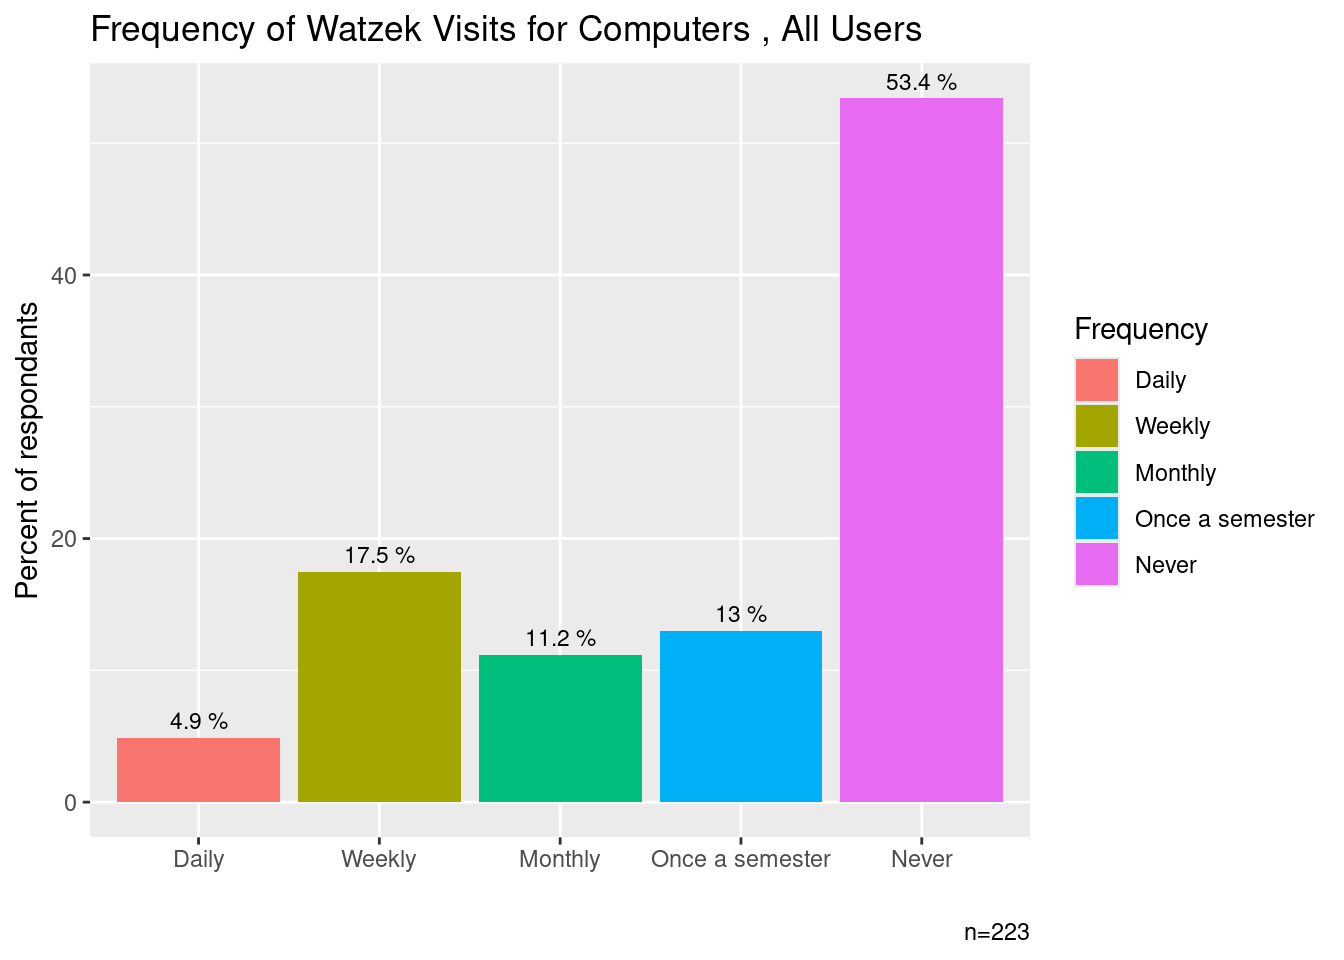 Frequency of Watzek Visits for Computers , All Users
53.4 %
40
20
0
17.5 %
13 %
11.2 %
4.9 %
Percent of respondants
Daily
Weekly
Monthly
Once a semester
Never
Frequency
Daily
Weekly
Monthly
Once a semester
Never
n=223